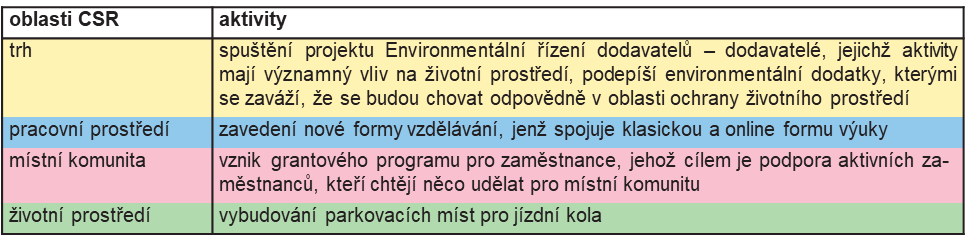 oblasti CSR aktivity
trh spuštění projektu Environmentální řízení dodavatelů – dodavatelé, jejichž aktivity
mají významný vliv na životní prostředí, podepíší environmentální dodatky, kterými
se zaváží, že se budou chovat odpovědně v oblasti ochrany životního prostředí
pracovní prostředí zavedení nové formy vzdělávání, jenž spojuje klasickou a online formu výuky
místní komunita vznik grantového programu pro zaměstnance, jehož cílem je podpora aktivních za-
městnanců, kteří chtějí něco udělat pro místní komunitu
životní prostředí vybudování parkovacích míst pro jízdní kola